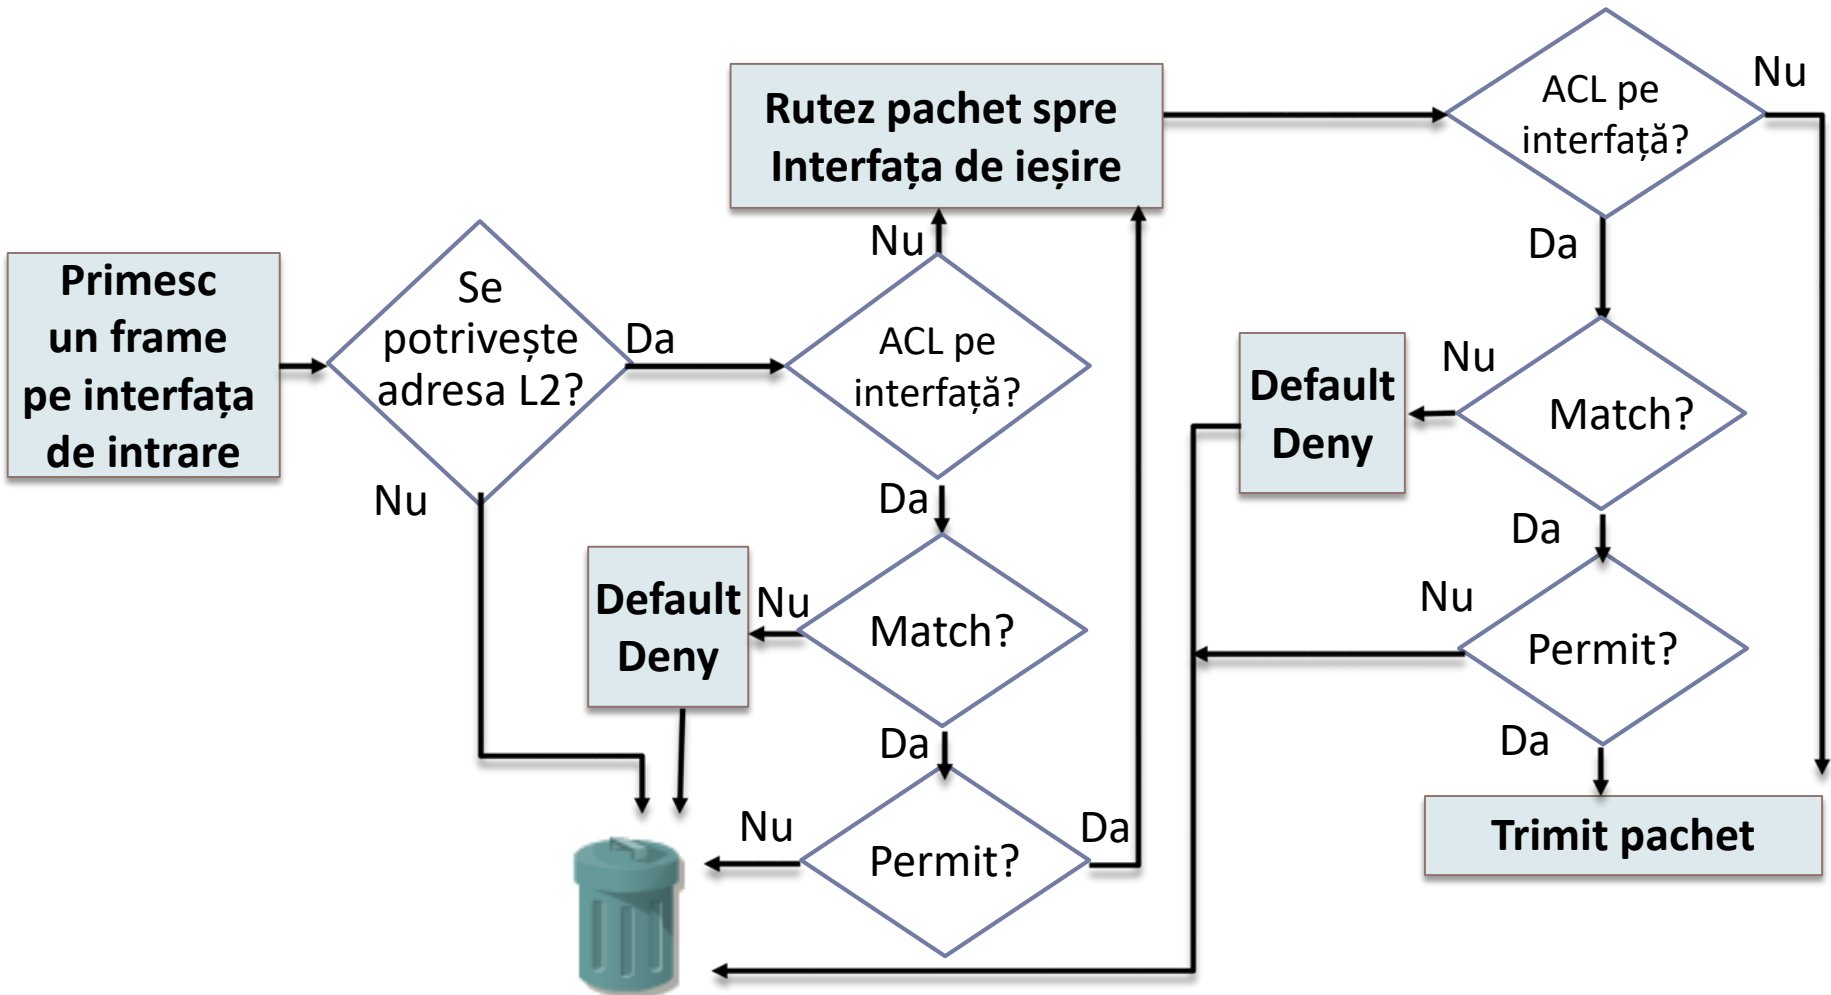 Primesc
un frame
pe interfața
de intrare
Se
potrivește
adresa L2?
Da
Nu
ACL pe
interfață?
Nu
Da
Match?
Nu
Default
Deny
Da
Permit?
Nu
Da
Rutez pachet spre
Interfața de ieșire
ACL pe
interfață?
Nu
Da
Match?
Nu
Default
Deny
Da
Permit?
Nu
Da
Trimit pachet